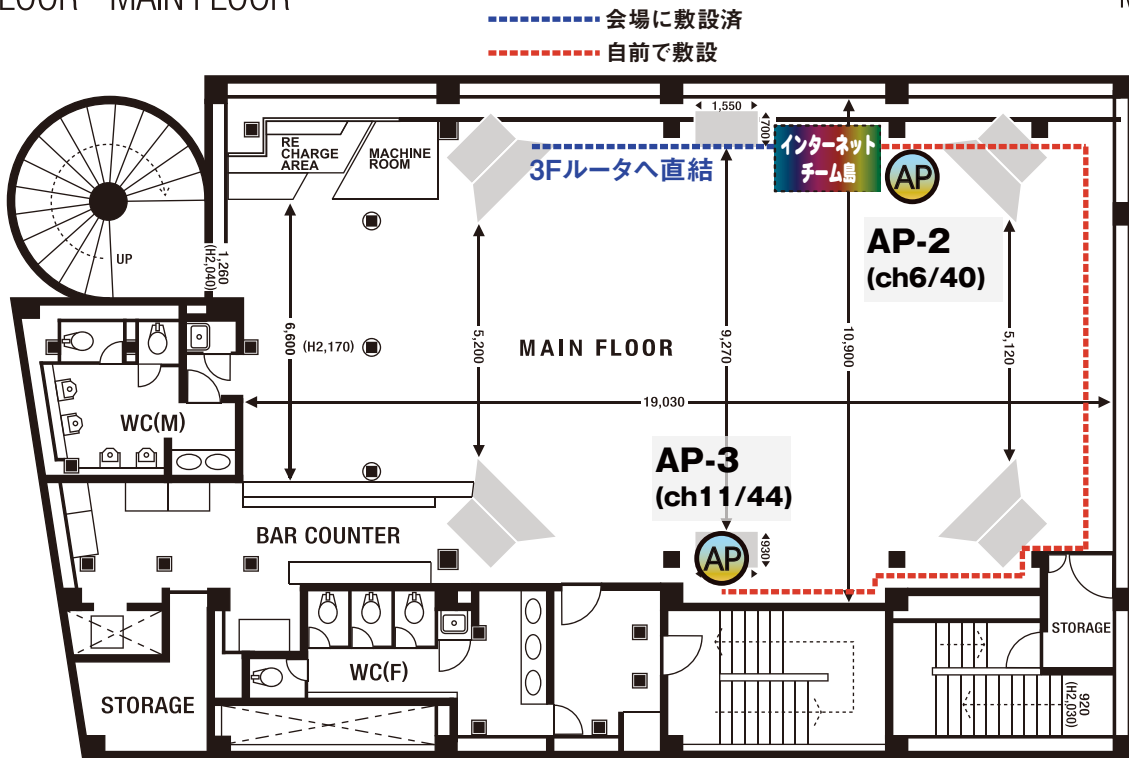 LOOR MAIN FLOOR
会場に敷設済
自前で敷設
1,550
700
RE
CHARGE
AREA
MACHINE
ROOM
3Fルータへ直結
インターネット
チーム島
AP
AP-2
(ch6/40)
UP
1,260
(H2,040)
6,600
(H2,170)
5,200
MAIN FLOOR
9,270
10,900
5,120
19,030
WC(M)
AP-3
(ch11/44)
BAR COUNTER
AP
930
STORAGE
WC(F)
STORAGE
920
(H2,030)